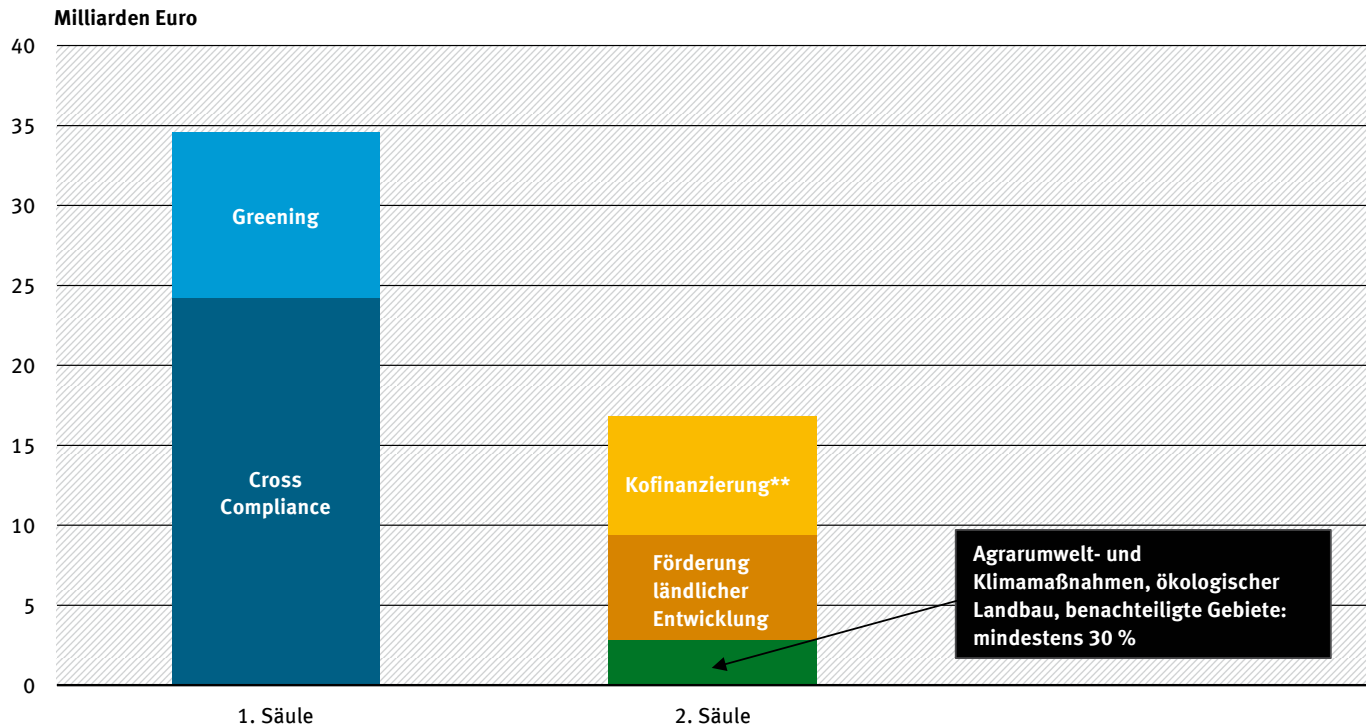 Milliarden Euro
40
35
30
25
20
15
10
5
0
Greening
Cross
Compliance
Kofinanzierung**
Förderung
ländlicher
Entwicklung
Agrarumwelt- und
Klimamaßnahmen, ökologischer
Landbau, benachteiligte Gebiete:
mindestens 30 %
1. Säule
2. Säule